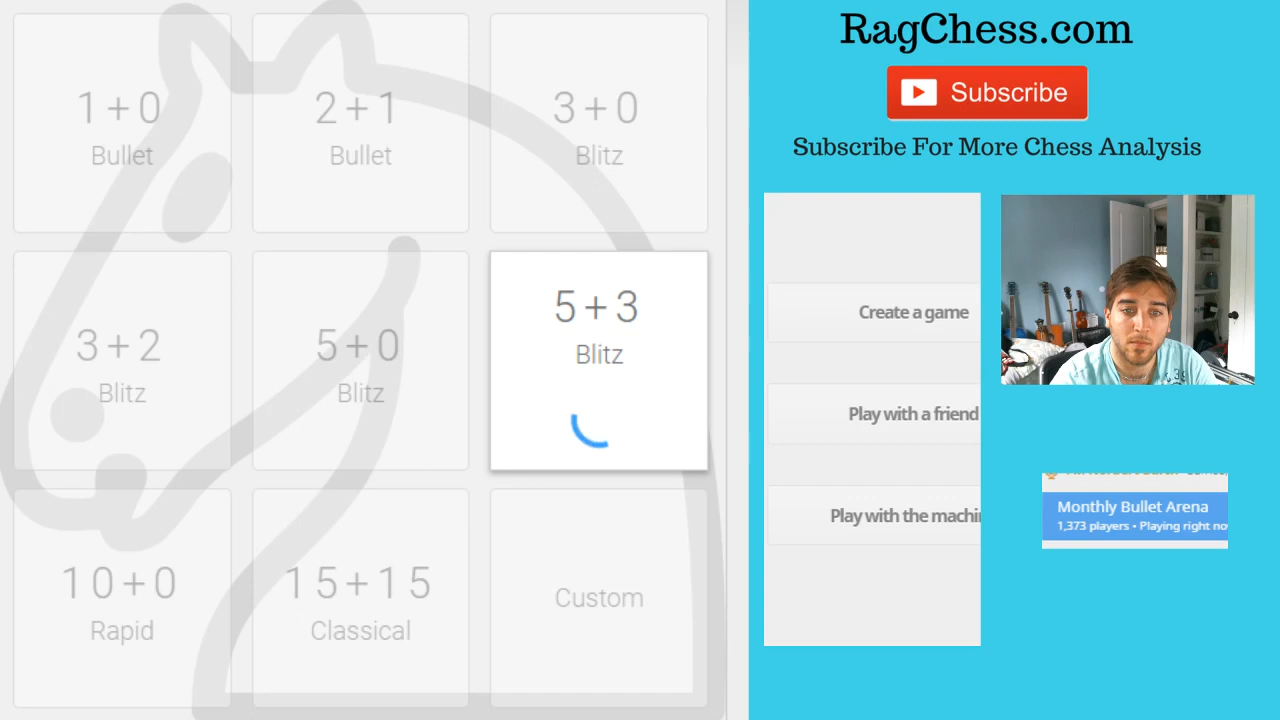 1+0
Bullet
2+1
Bullet
3+0
Blitz
3+2
Blitz
5+0
Blitz
5+3
Blitz
10+0
Rapid
15+15
Classical
Custom
RagChess.com
Subscribe
Subscribe For More Chess Analysis
Create a game
Play with a friend
Play with the machi
Monthly Bullet Arena
1,373 players • Playing right no